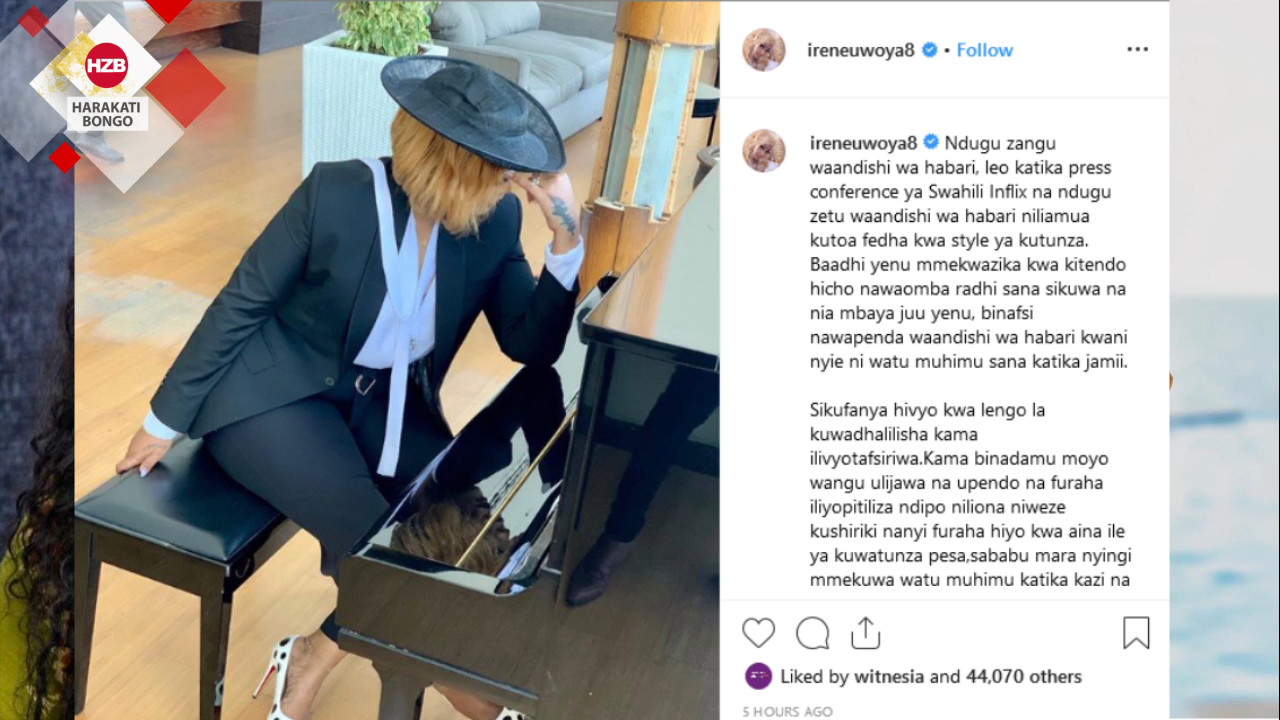 HZB
HARAKATI
BONGO
ireneuwoya8 • Follow
ireneuwoya8 Ndugu zangu
waandishi wa habari, leo katika press
conference ya Swahili Inflix na ndugu
zetu waandishi wa habari niliamua
kutoa fedha kwa style ya kutunza.
Baadhi yenu mmekwazika kwa kitendo
hicho nawaomba radhi sana sikuwa na
nia mbaya juu yenu, binafsi
nawapenda waandishi wa habari kwani
nyie ni watu muhimu sana katika jamii.
Sikufanya hivyo kwa lengo la
kuwadhalilisha kama
ilivyotafsiriwa.Kama binadamu moyo
wangu ulijawa na upendo na furaha
iliyopitiliza ndipo niliona niweze
kushiriki nanyi furaha hiyo kwa aina ile
ya kuwatunza pesa,sababu mara nyingi
mmekuwa watu muhimu katika kazi na
Liked by witnesia and 44,070 others
5 HOURS AGO